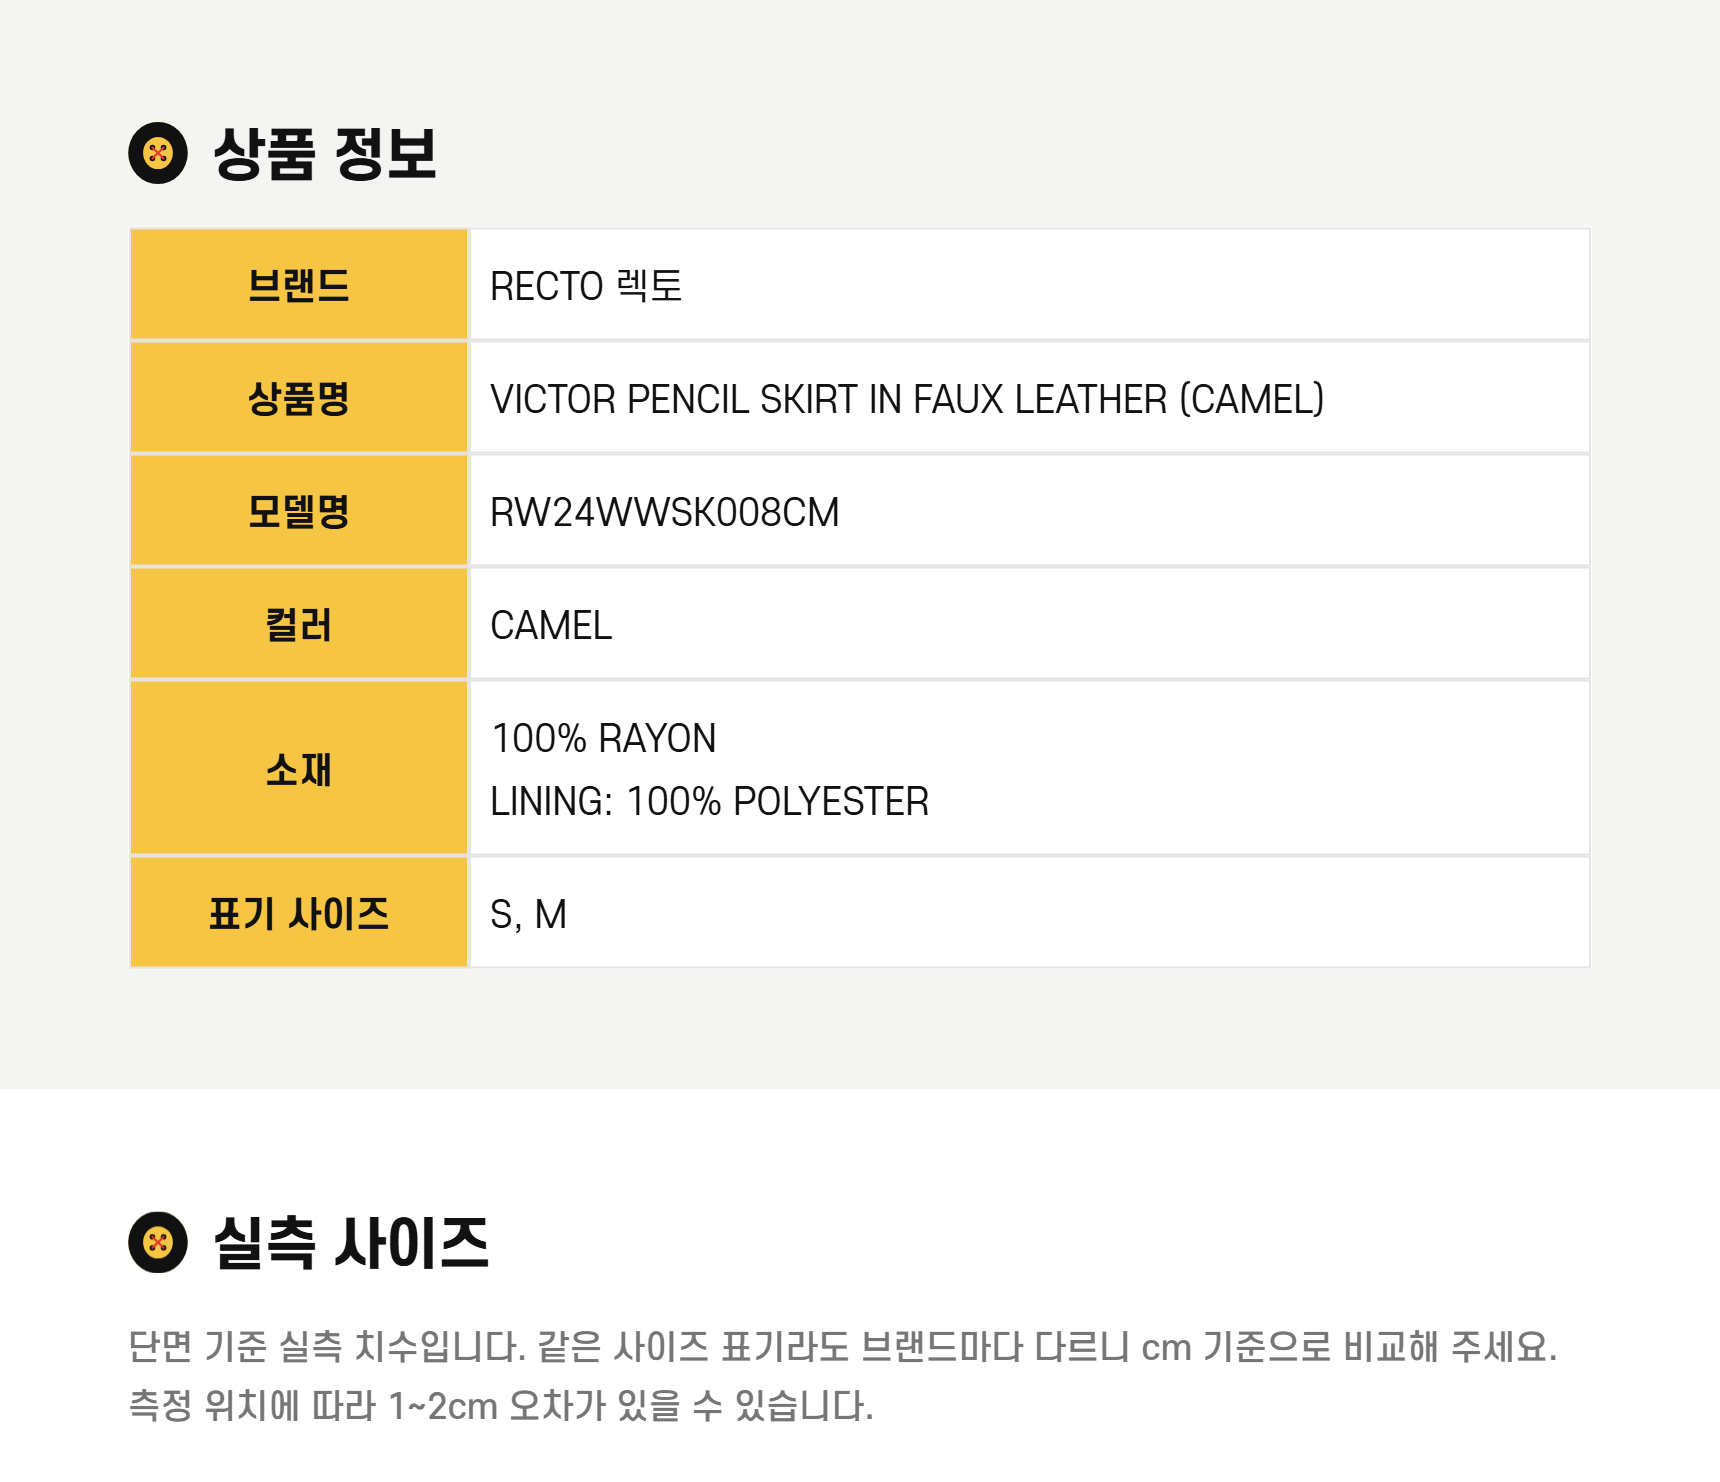 상품 정보
브랜드 RECTO 렉토
상품명 VICTOR PENCIL SKIRT IN FAUX LEATHER (CAMEL)
모델명 RW24WWSK008CM
컬러 CAMEL
소재 100% RAYON
LINING: 100% POLYESTER
표기 사이즈 S, M
실측 사이즈
단면 기준 실측 치수입니다. 같은 사이즈 표기라도 브랜드마다 다르니 cm 기준으로 비교해 주세요.
측정 위치에 따라 1~2cm 오차가 있을 수 있습니다.